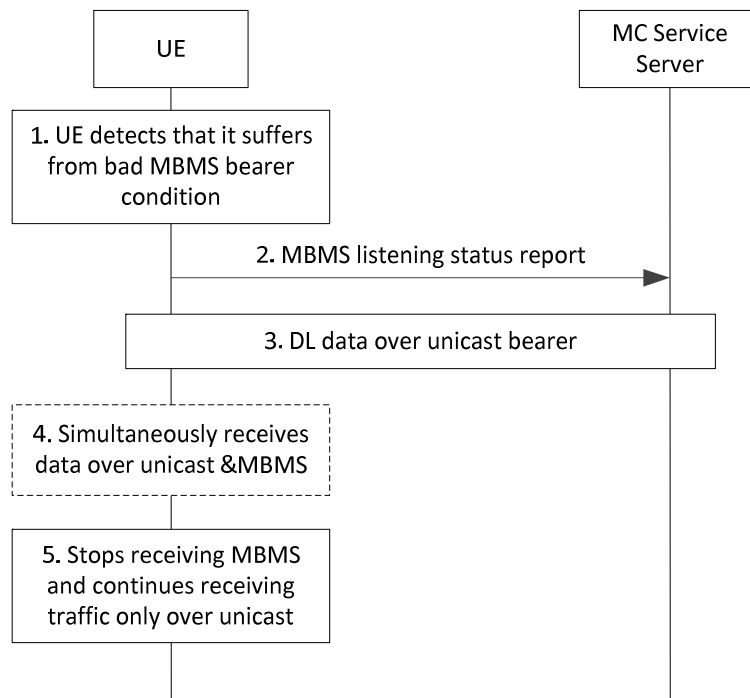 UE
MC Service
Server
1. UE detects that it suffers
from bad MBMS bearer
condition
2. MBMS listening status report
3. DL data over unicast bearer
4. Simultaneously receives
data over unicast &MBMS
5. Stops receiving MBMS
and continues receiving
traffic only over unicast